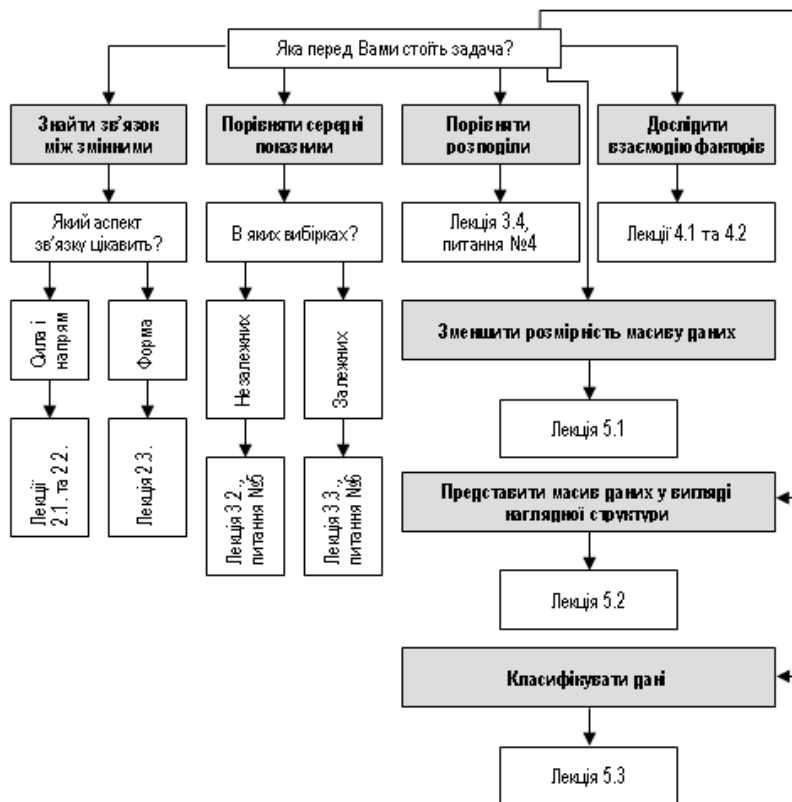 Яка перед Вами стоїть задача?
Знайти зв'язок
між змінними
Порівняти середні
показники
Порівняти
розподіли
Дослідити
взаємодію факторів
Який аспект
зв'язку цікавить?
В яких вибірках?
Лекція 3.4,
питання №4
Лекції 4.1 та 4.2
Сила і
напрям
Форма
Незалежних
Залежних
Зменшити розмірність масиву даних
Лекція 5.1
Лекції
2.1. та 2.2.
Лекція 2.3.
Лекція 3.2.,
питання №5
Лекція 3.3.,
питання №6
Представити масив даних у вигляді
наглядної структури
Лекція 5.2
Класифікувати дані
Лекція 5.3